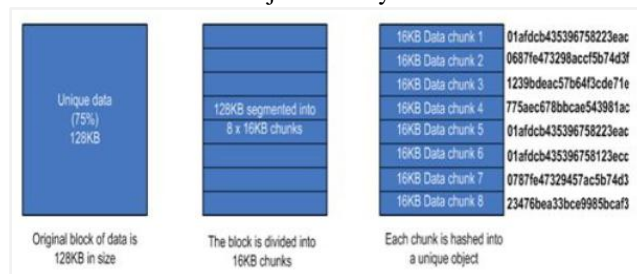 Unique data
(75%)
128KB
128KB segmented into
8 x 16KB chunks
16KB Data chunk 1 01afdcb435396758223eac
16KB Data chunk 2 0687fe473298accf5b74d3f
16KB Data chunk 3 1239bdeac57b64f3cde71e
16KB Data chunk 4 775aec678bbcae543981ac
16KB Data chunk 5 01afdcb435396758223eac
16KB Data chunk 6 01afdcb435396758123ecc
16KB Data chunk 7 0787fe47329457ac5b74d3
16KB Data chunk 8 23476bea33bce9985bcaf3
Original block of data is
128KB in size
The block is divided into
16KB chunks
Each chunk is hashed into
a unique object